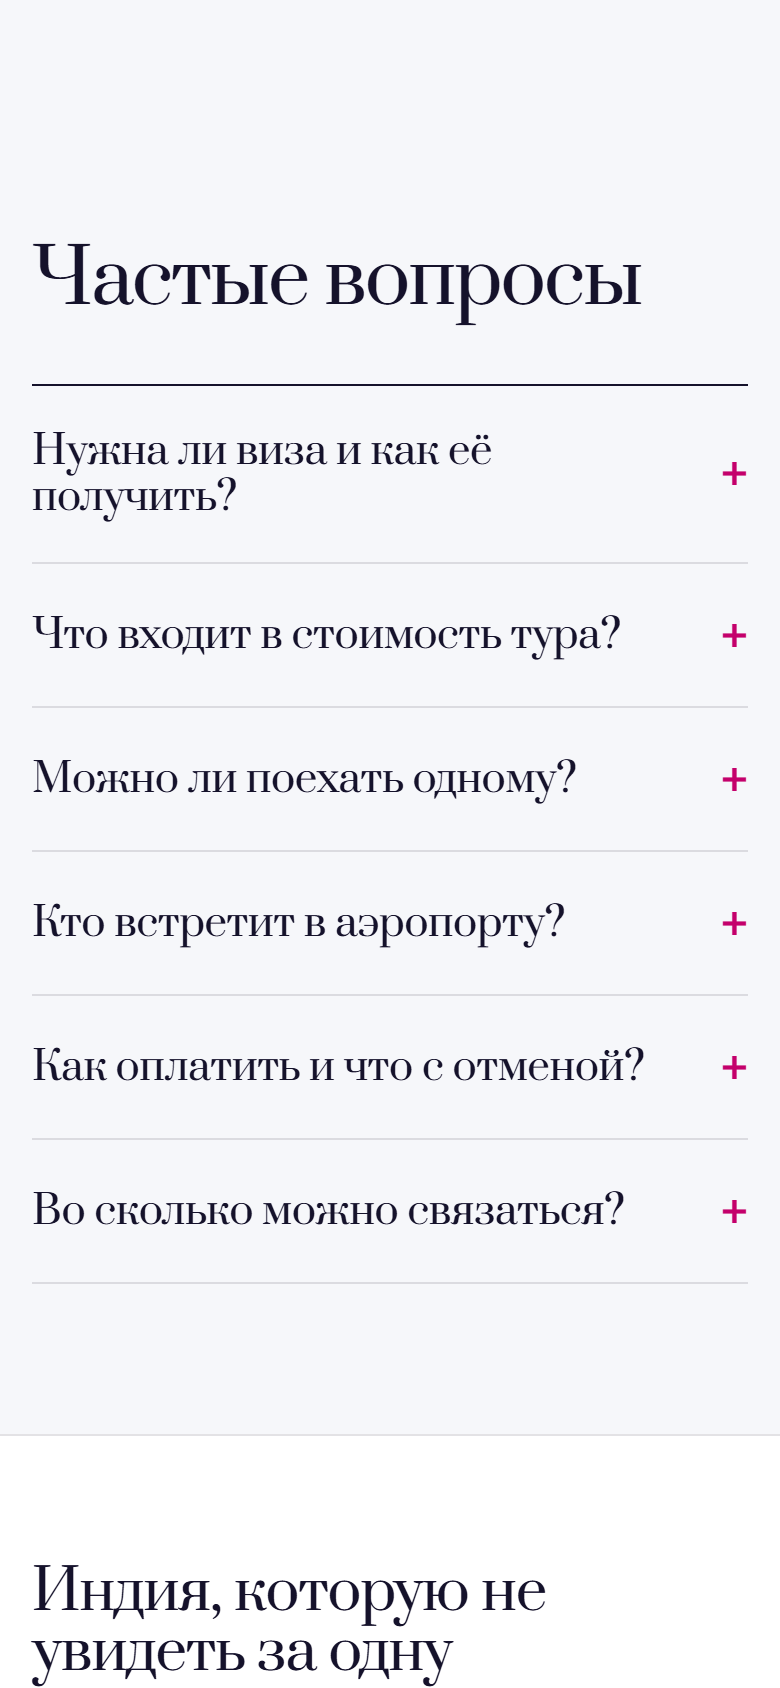 Частые вопросы
Нужна ли виза и как её
получить?
+
Что входит в стоимость тура?
+
Можно ли поехать одному?
+
Кто встретит в аэропорту?
+
Как оплатить и что с отменой?
+
Во сколько можно связаться?
+
Индия, которую не
увидеть за одну